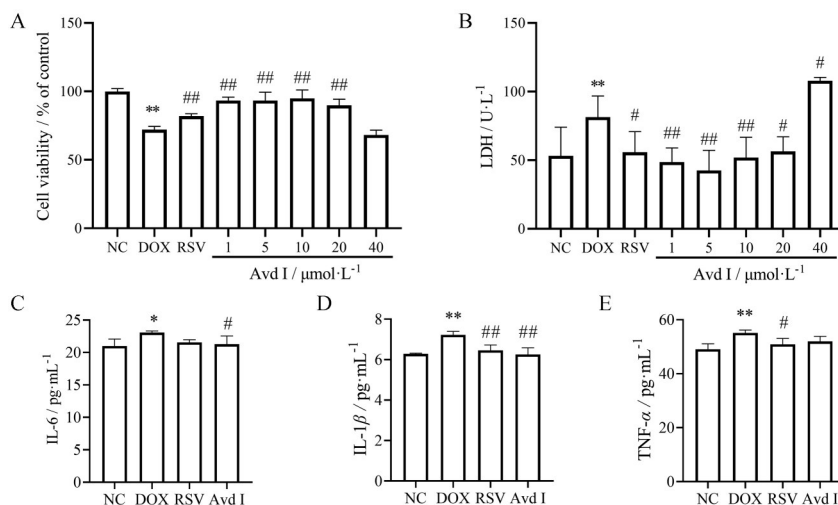 A
Cell viability / % of control
150
100
50
0
**
##
##
##
##
##
NC DOX RSV 1 5 10 20 40
Avd I / μmol·L⁻¹
B
LDH / U·L⁻¹
150
100
50
0
**
#
##
##
##
#
#
NC DOX RSV 1 5 10 20 40
Avd I / μmol·L⁻¹
C
IL-6 / pg·mL⁻¹
25
20
15
10
5
0
*
#
NC DOX RSV Avd I
D
IL-1β / pg·mL⁻¹
8
6
4
2
0
**
##
##
NC DOX RSV Avd I
E
TNF-α / pg·mL⁻¹
60
40
20
0
**
#
NC DOX RSV Avd I